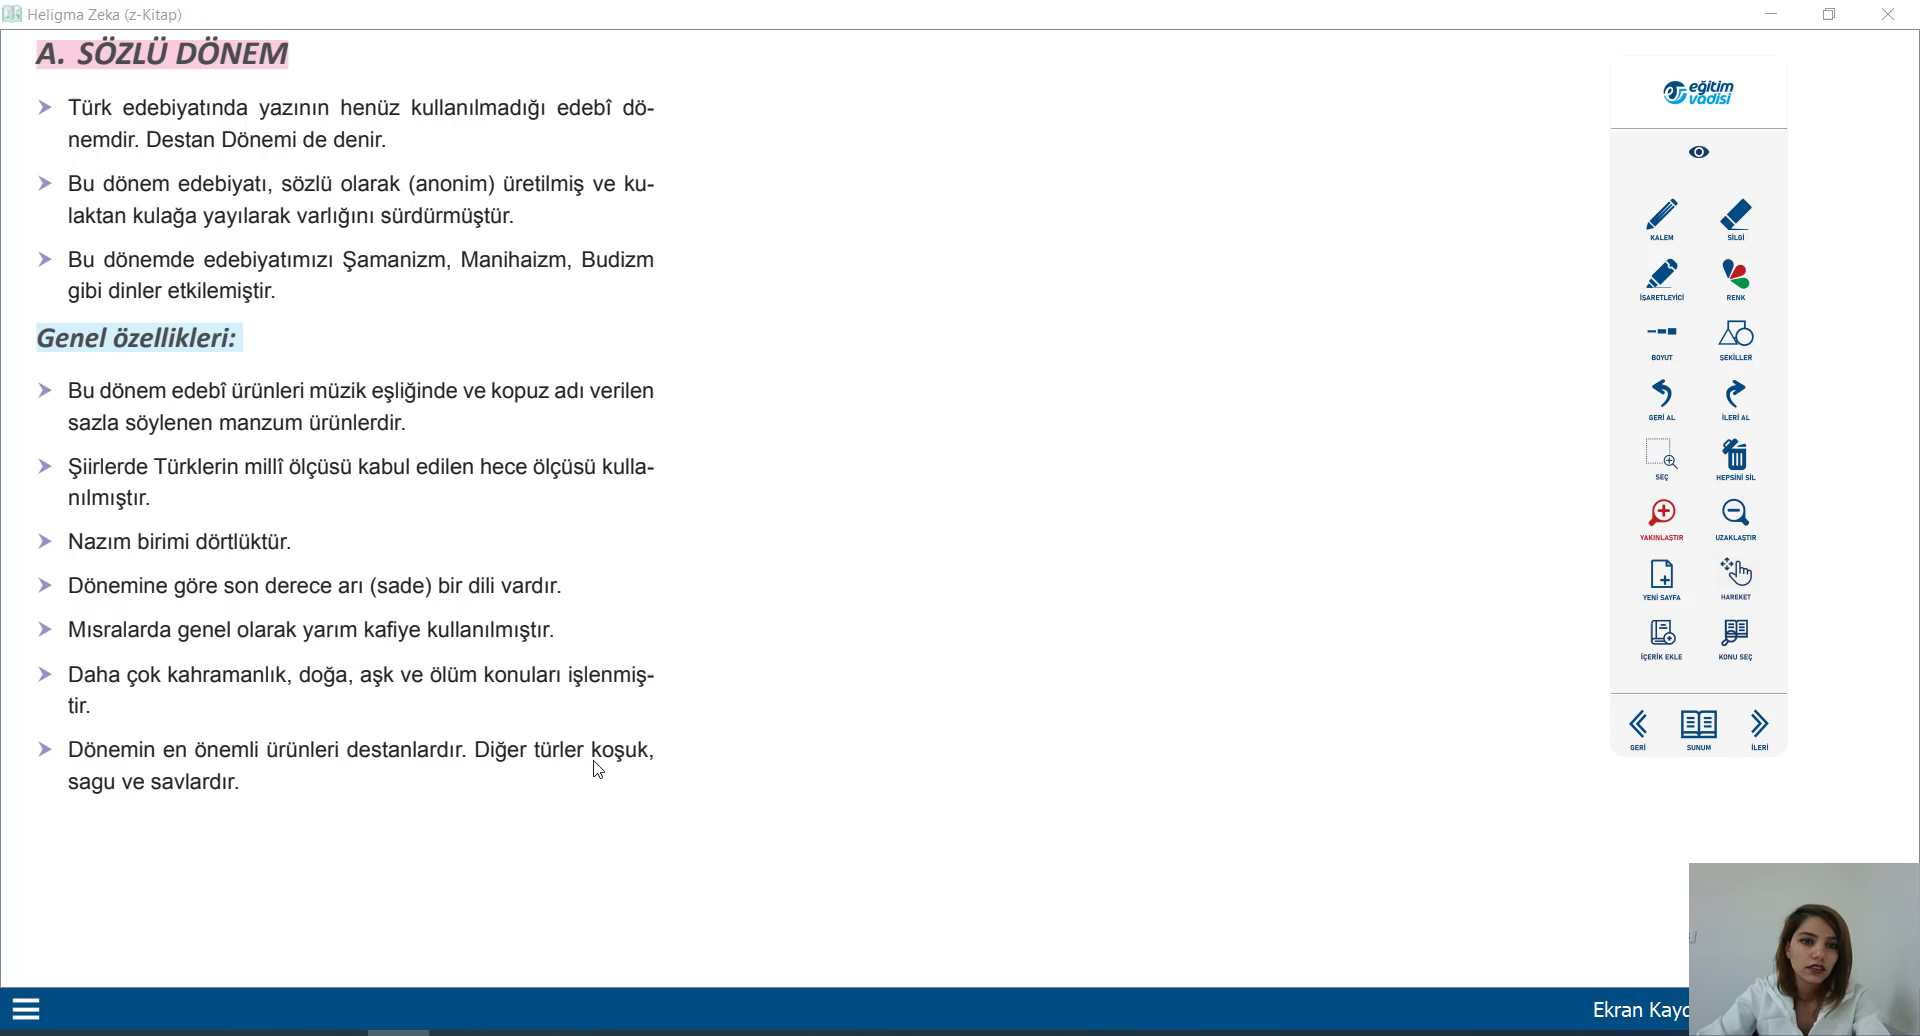 Heligma Zeka (z-Kitap)
A. SÖZLÜ DÖNEM
Türk edebiyatında yazının henüz kullanılmadığı edebî dö-
nemdir. Destan Dönemi de denir.
Bu dönem edebiyatı, sözlü olarak (anonim) üretilmiş ve ku-
laktan kulağa yayılarak varlığını sürdürmüştür.
Bu dönemde edebiyatımızı Şamanizm, Manihaizm, Budizm
gibi dinler etkilemiştir.
Genel özellikleri:
Bu dönem edebî ürünleri müzik eşliğinde ve kopuz adı verilen
sazla söylenen manzum ürünlerdir.
Şiirlerde Türklerin millî ölçüsü kabul edilen hece ölçüsü kulla-
nılmıştır.
Nazım birimi dörtlüktür.
Dönemine göre son derece arı (sade) bir dili vardır.
Mısralarda genel olarak yarım kafiye kullanılmıştır.
Daha çok kahramanlık, doğa, aşk ve ölüm konuları işlenmiş-
tir.
Dönemin en önemli ürünleri destanlardır. Diğer türler koşuk,
sagu ve savlardır.
eğitim
vadisi
KALEM SİLGİ
İŞARETLEYİCİ RENK
BOYUT ŞEKİLLER
GERİ AL İLERİ AL
SEÇ HEPSİNİ SİL
YAKINLAŞTIR UZAKLAŞTIR
YENİ SAYFA HAREKET
İÇERİK EKLE KONU SEÇ
GERİ SUNUM İLERİ
Ekran